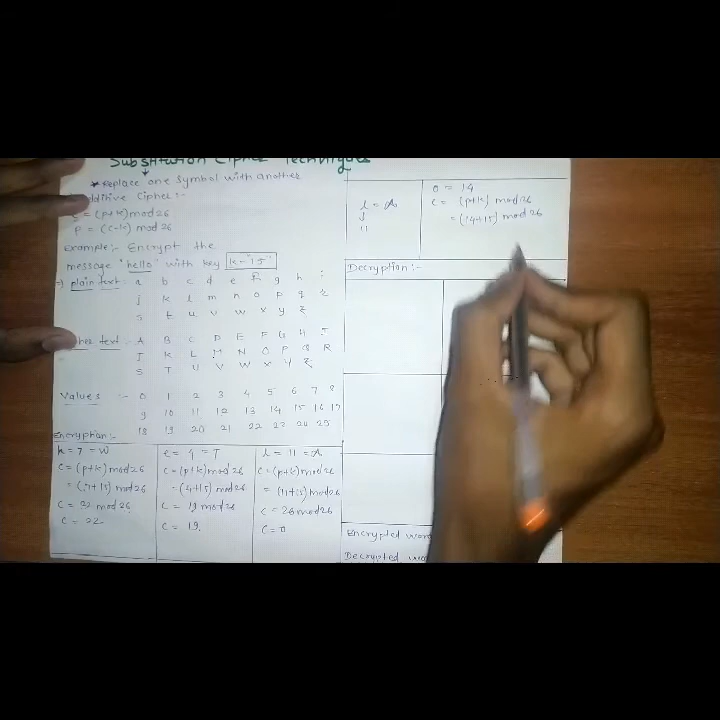 Substitution Cipher Techniques
* Replace one symbol with another
Additive Cipher :-
C = (p+k) mod 26
P = (c-k) mod 26
Example:- Encrypt the
message "hello" with key k = 15
=) plain text : a b c d e f g h i
j k l m n o p q r
s t u v w x y z
text :- A B C D E F G H I
J K L M N O P Q R
S T U V W X Y Z
Values :- 0 1 2 3 4 5 6 7 8
9 10 11 12 13 14 15 16 17
18 19 20 21 22 23 24 25
Encryption:-
h = 7 = W
C = (p+k) mod 26
= (7+15) mod 26
C = 22 mod 26
C = 22
e = 4 = T
C = (p+k) mod 26
= (4+15) mod 26
C = 19 mod 26
C = 19.
l = 11 = A
C = (p+k) mod 26
= (11+15) mod 26
C = 26 mod 26
C = 0
l = A
11
o = 14
C = (p+k) mod 26
= (14+15) mod 26
Decryption:-
Encrypted
Decrypted